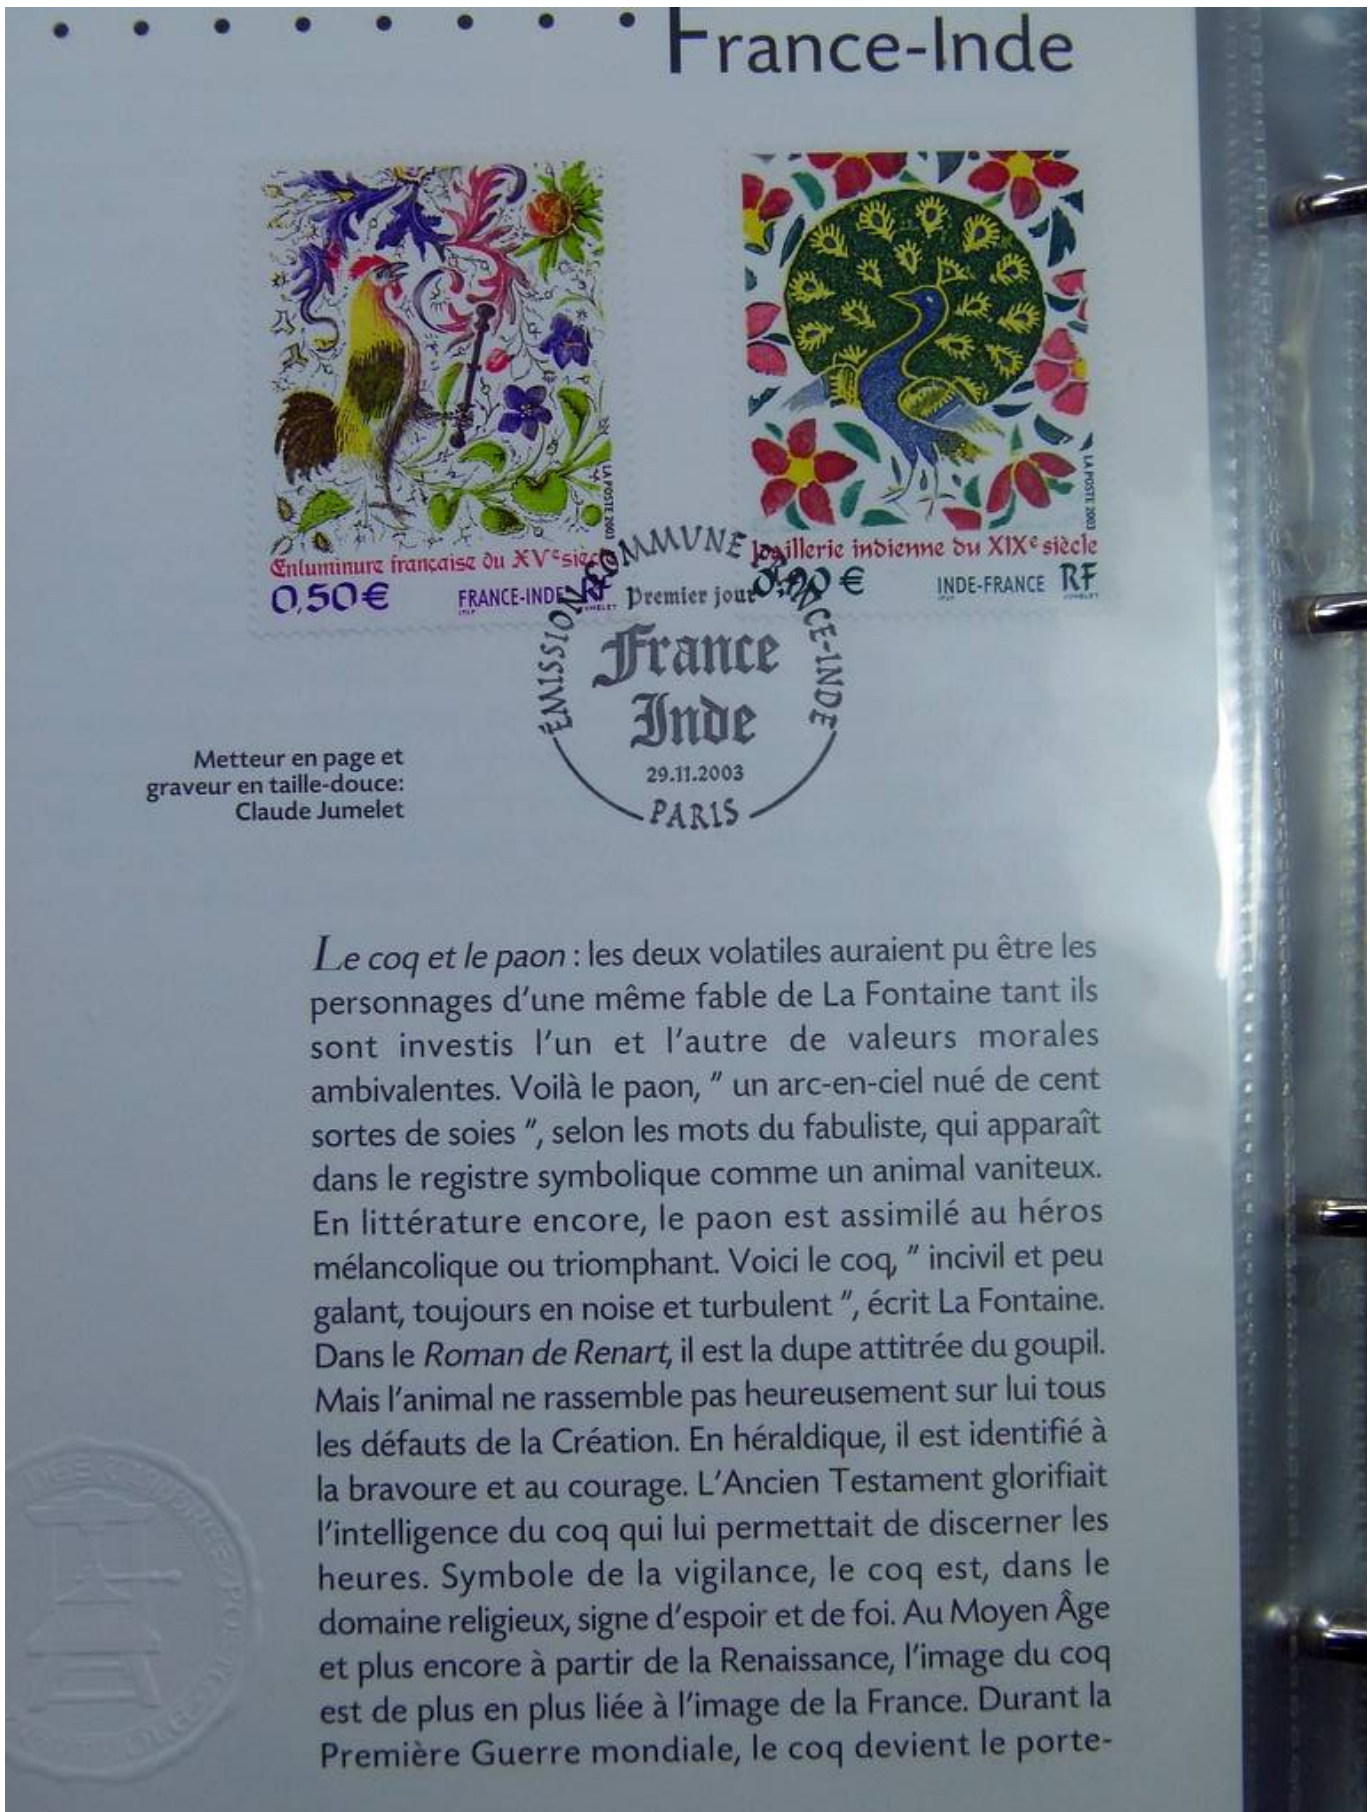 France-Inde
LA POSTE 2003
Enluminure française du XVe siècle
0,50€ FRANCE-INDE RF
ITVF JUMELET
LA POSTE 2003
Joaillerie indienne du XIXe siècle
€ INDE-FRANCE RF
ITVF JUMELET
ÉMISSION COMMUNE FRANCE-INDE
Premier jour
France
Inde
29.11.2003
PARIS
Metteur en page et
graveur en taille-douce:
Claude Jumelet
Le coq et le paon : les deux volatiles auraient pu être les
personnages d'une même fable de La Fontaine tant ils
sont investis l'un et l'autre de valeurs morales
ambivalentes. Voilà le paon, " un arc-en-ciel nué de cent
sortes de soies ", selon les mots du fabuliste, qui apparaît
dans le registre symbolique comme un animal vaniteux.
En littérature encore, le paon est assimilé au héros
mélancolique ou triomphant. Voici le coq, " incivil et peu
galant, toujours en noise et turbulent ", écrit La Fontaine.
Dans le Roman de Renart, il est la dupe attitrée du goupil.
Mais l'animal ne rassemble pas heureusement sur lui tous
les défauts de la Création. En héraldique, il est identifié à
la bravoure et au courage. L'Ancien Testament glorifiait
l'intelligence du coq qui lui permettait de discerner les
heures. Symbole de la vigilance, le coq est, dans le
domaine religieux, signe d'espoir et de foi. Au Moyen Âge
et plus encore à partir de la Renaissance, l'image du coq
est de plus en plus liée à l'image de la France. Durant la
Première Guerre mondiale, le coq devient le porte-